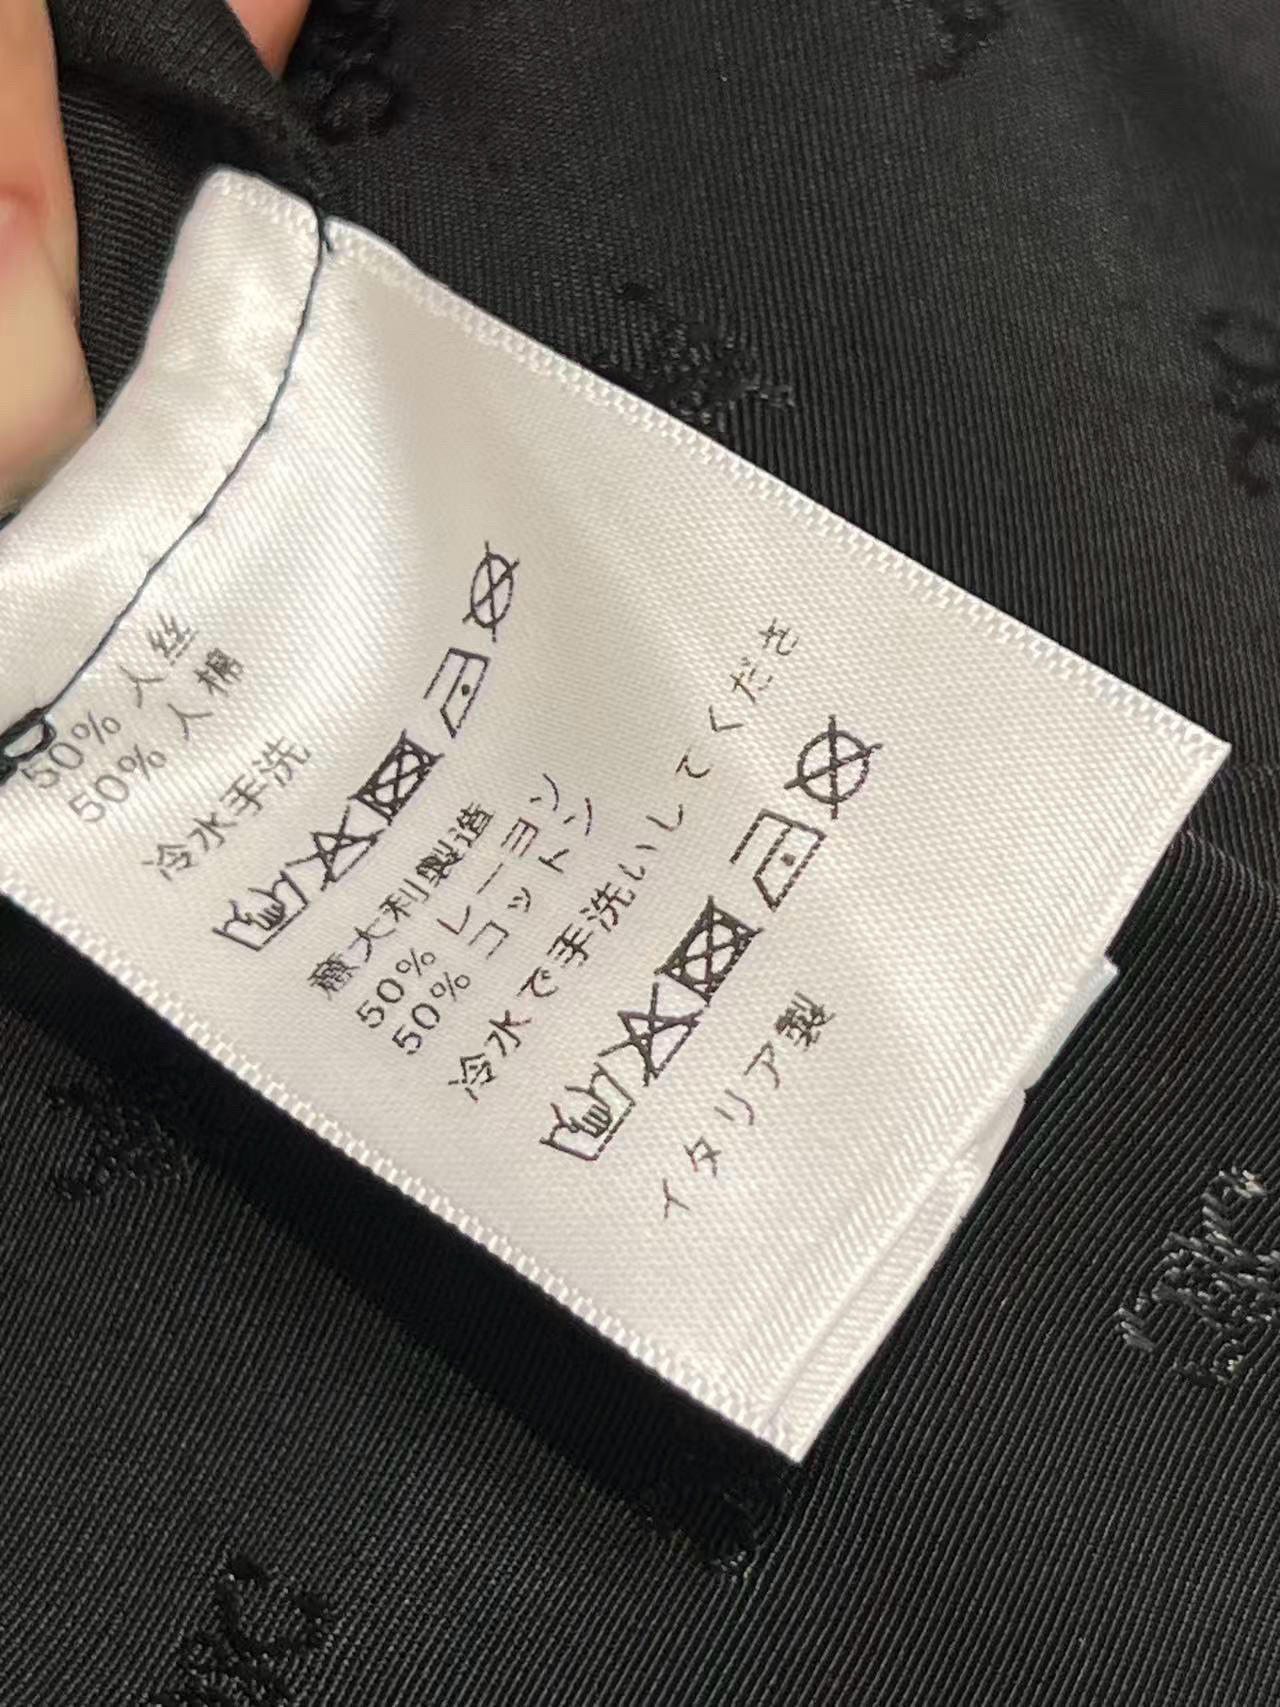 50% 人丝
50% 人棉
冷水手洗
意大利製造
50% レーヨン
50% コットン
冷水で手洗いしてくださ
イタリア製